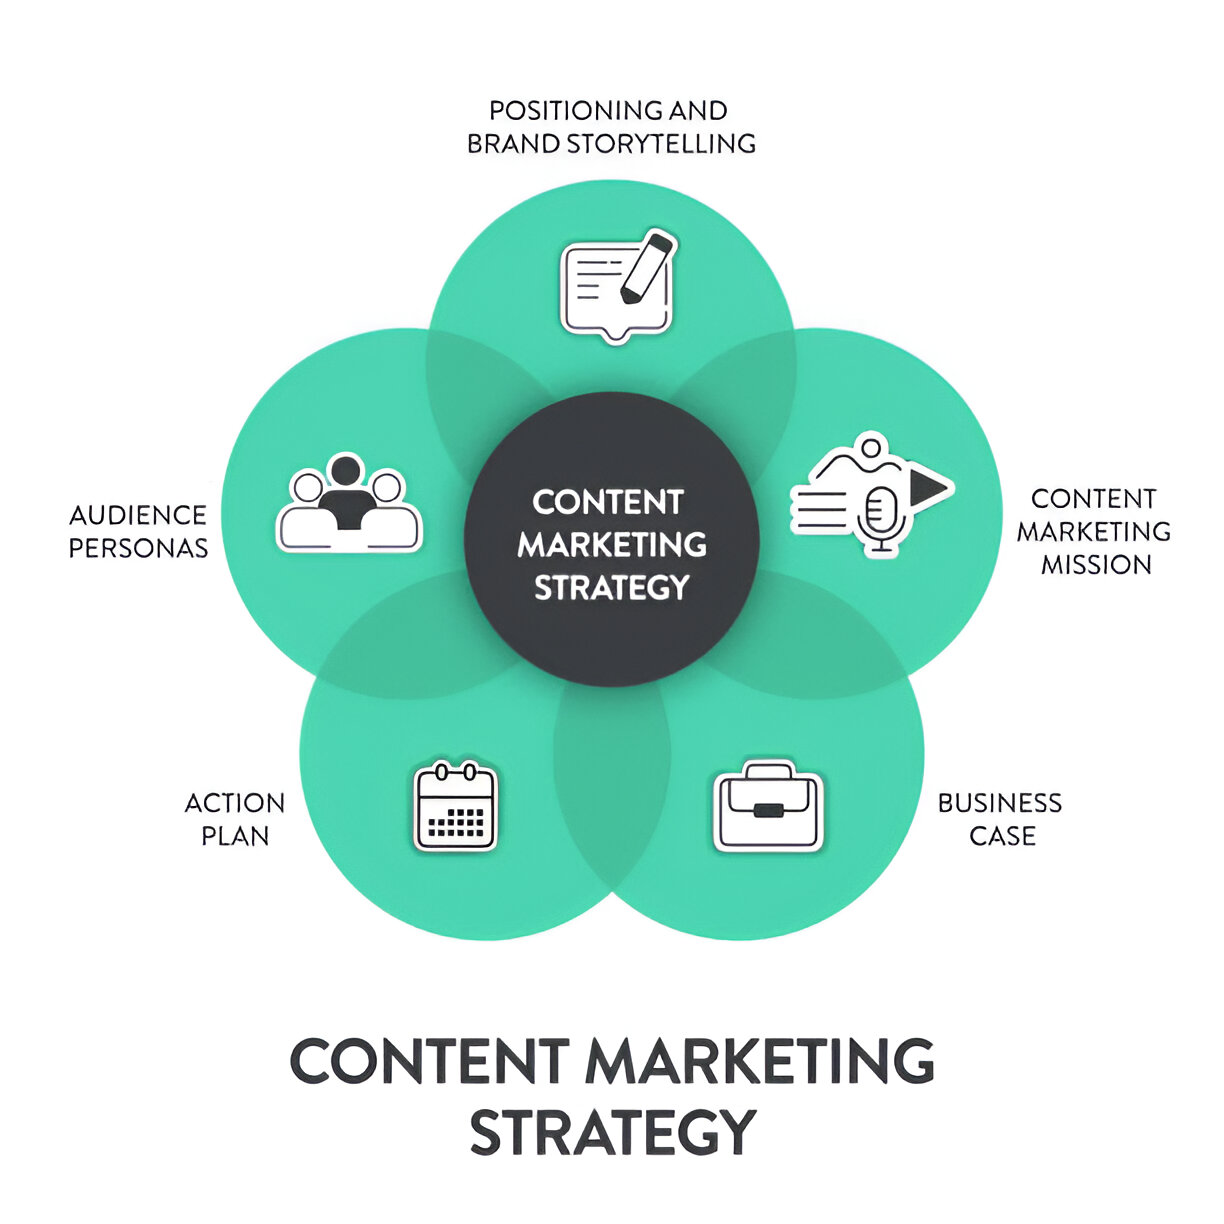 POSITIONING AND
BRAND STORYTELLING
CONTENT
MARKETING
STRATEGY
AUDIENCE
PERSONAS
CONTENT
MARKETING
MISSION
ACTION
PLAN
BUSINESS
CASE
CONTENT MARKETING
STRATEGY